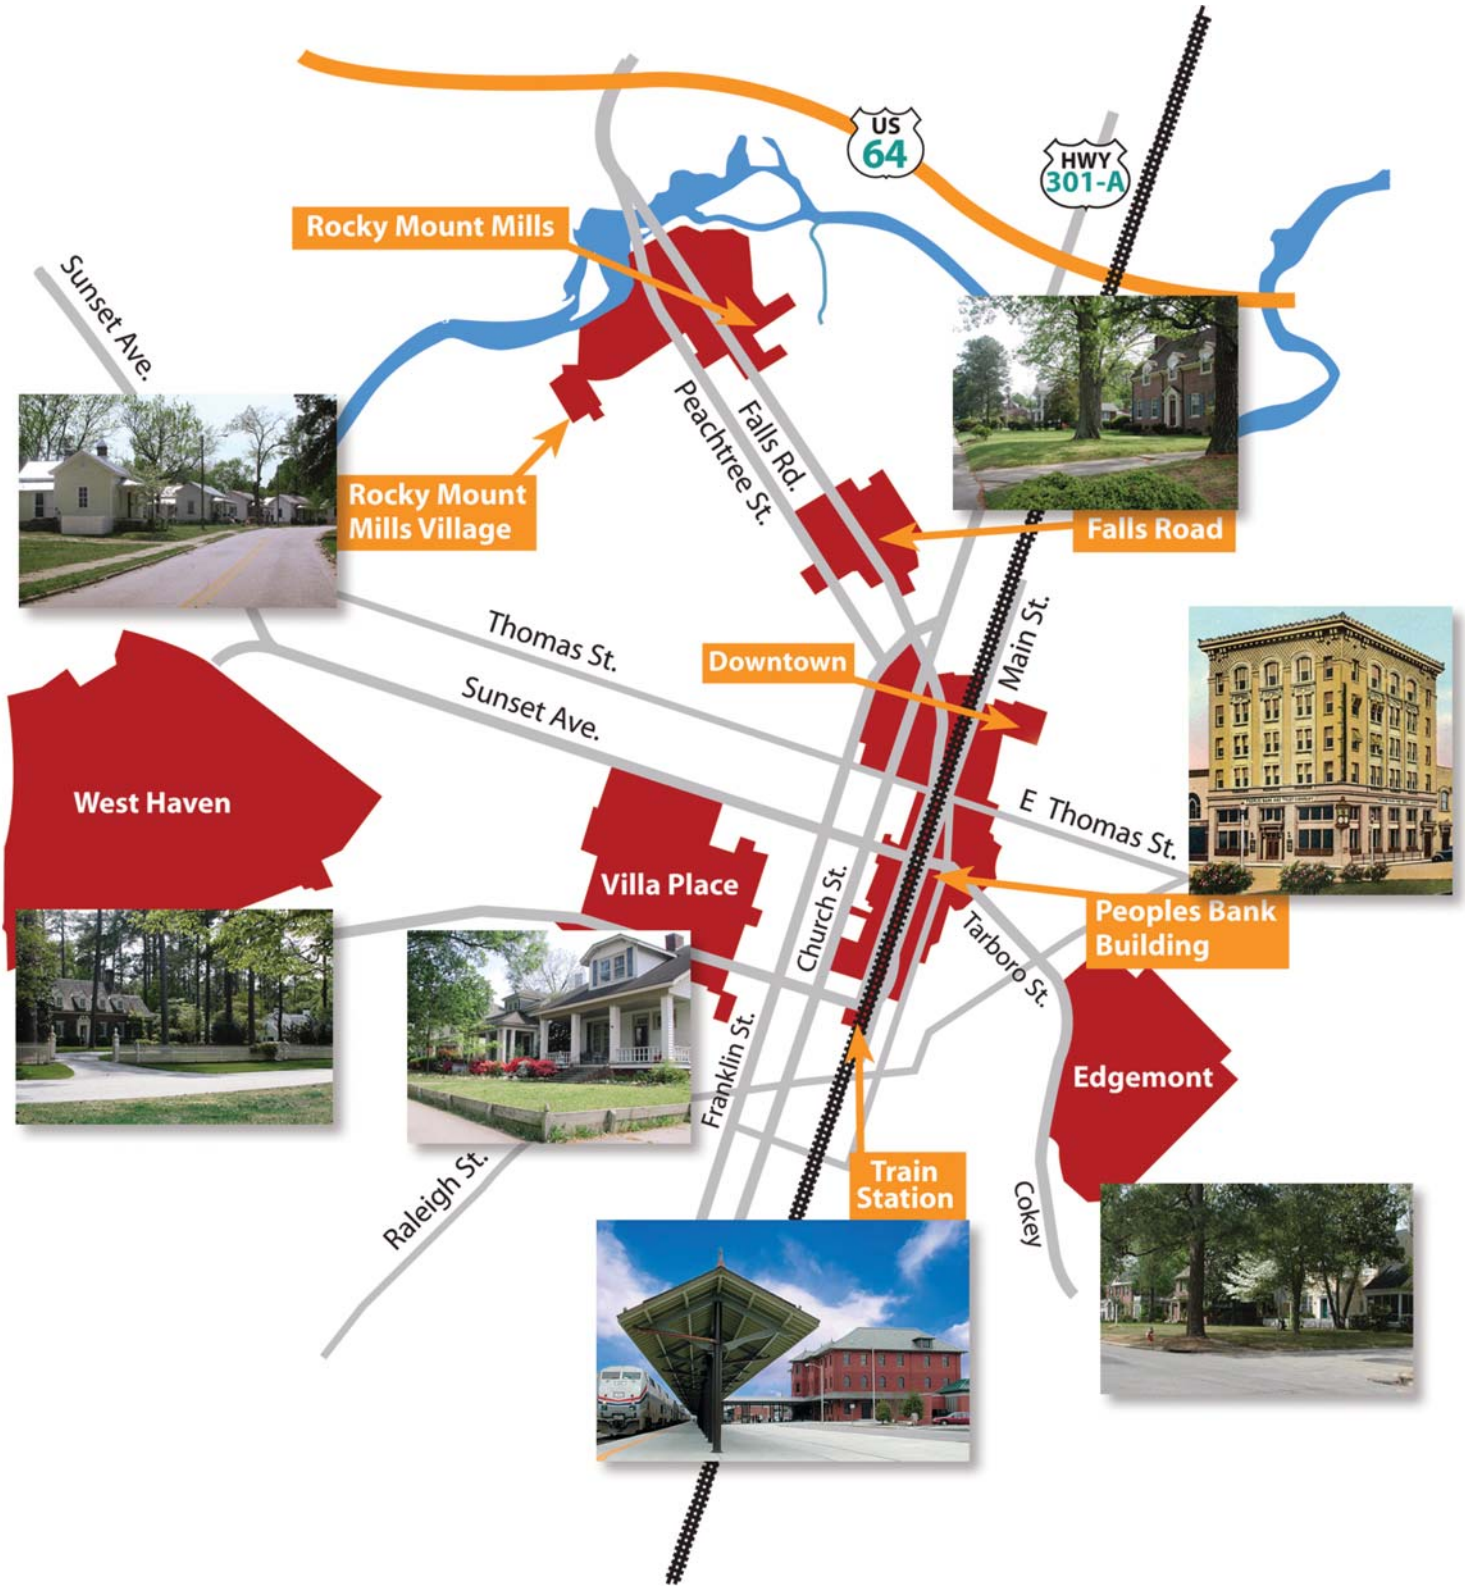 US
64
HWY
301-A
Rocky Mount Mills
Sunset Ave.
Peachtree St.
Falls Rd.
Rocky Mount
Mills Village
Falls Road
Thomas St.
Main St.
Downtown
Sunset Ave.
West Haven
E Thomas St.
Villa Place
Church St.
Peoples Bank
Building
Tarboro St.
Franklin St.
Edgemont
Train
Station
Raleigh St.
Cokey